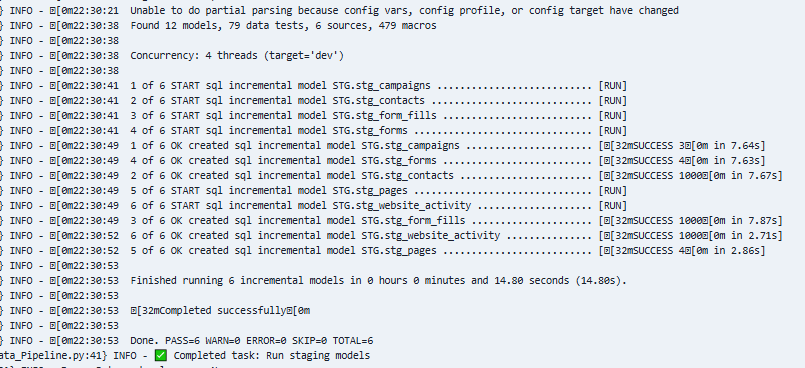 } INFO - [0m22:30:21  Unable to do partial parsing because config vars, config profile, or config target have changed
} INFO - [0m22:30:38  Found 12 models, 79 data tests, 6 sources, 479 macros
} INFO - [0m22:30:38
} INFO - [0m22:30:38  Concurrency: 4 threads (target='dev')
} INFO - [0m22:30:38
} INFO - [0m22:30:41  1 of 6 START sql incremental model STG.stg_campaigns ........................... [RUN]
} INFO - [0m22:30:41  2 of 6 START sql incremental model STG.stg_contacts ............................ [RUN]
} INFO - [0m22:30:41  3 of 6 START sql incremental model STG.stg_form_fills .......................... [RUN]
} INFO - [0m22:30:41  4 of 6 START sql incremental model STG.stg_forms ............................... [RUN]
} INFO - [0m22:30:49  1 of 6 OK created sql incremental model STG.stg_campaigns ...................... [[32mSUCCESS 3[0m in 7.64s]
} INFO - [0m22:30:49  4 of 6 OK created sql incremental model STG.stg_forms .......................... [[32mSUCCESS 4[0m in 7.63s]
} INFO - [0m22:30:49  2 of 6 OK created sql incremental model STG.stg_contacts ....................... [[32mSUCCESS 1000[0m in 7.67s]
} INFO - [0m22:30:49  5 of 6 START sql incremental model STG.stg_pages ............................... [RUN]
} INFO - [0m22:30:49  6 of 6 START sql incremental model STG.stg_website_activity .................... [RUN]
} INFO - [0m22:30:49  3 of 6 OK created sql incremental model STG.stg_form_fills ..................... [[32mSUCCESS 1000[0m in 7.87s]
} INFO - [0m22:30:52  6 of 6 OK created sql incremental model STG.stg_website_activity ............... [[32mSUCCESS 1000[0m in 2.71s]
} INFO - [0m22:30:52  5 of 6 OK created sql incremental model STG.stg_pages .......................... [[32mSUCCESS 4[0m in 2.86s]
} INFO - [0m22:30:53
} INFO - [0m22:30:53  Finished running 6 incremental models in 0 hours 0 minutes and 14.80 seconds (14.80s).
} INFO - [0m22:30:53
} INFO - [0m22:30:53  [32mCompleted successfully[0m
} INFO - [0m22:30:53
} INFO - [0m22:30:53  Done. PASS=6 WARN=0 ERROR=0 SKIP=0 TOTAL=6
ata_Pipeline.py:41} INFO - ✅ Completed task: Run staging models